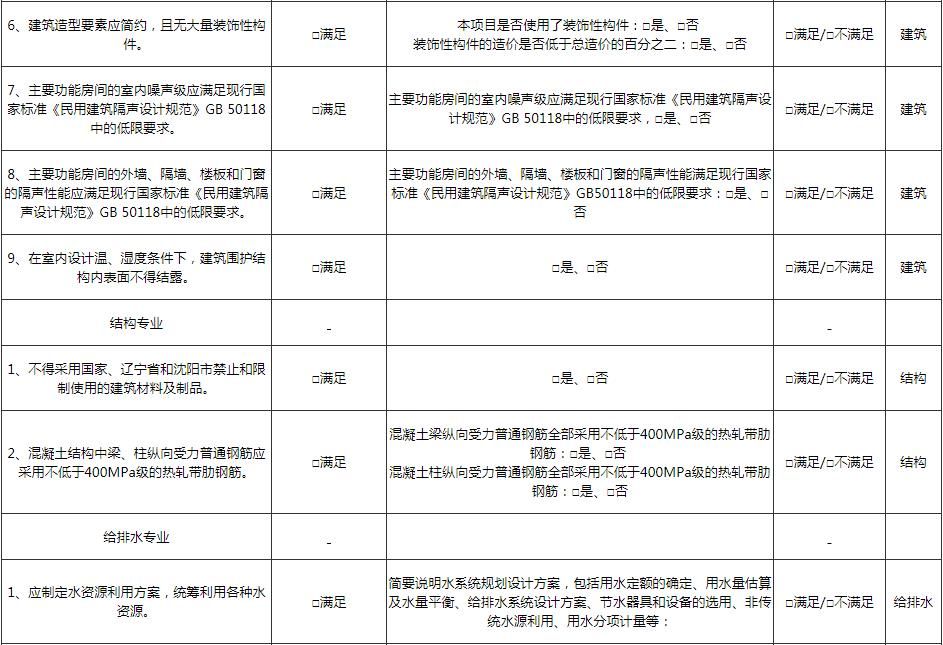 6、建筑造型要素应简约，且无大量装饰性构
件。
□满足
本项目是否使用了装饰性构件：□是、□否
装饰性构件的造价是否低于总造价的百分之二：□是、□否
□满足/□不满足
建筑
7、主要功能房间的室内噪声级应满足现行国
家标准《民用建筑隔声设计规范》GB 50118
中的低限要求。
□满足
主要功能房间的室内噪声级应满足现行国家标准《民用建筑隔声设
计规范》GB 50118中的低限要求，□是、□否
□满足/□不满足
建筑
8、主要功能房间的外墙、隔墙、楼板和门窗
的隔声性能应满足现行国家标准《民用建筑隔
声设计规范》GB 50118中的低限要求。
□满足
主要功能房间的外墙、隔墙、楼板和门窗的隔声性能满足现行国家
标准《民用建筑隔声设计规范》GB50118中的低限要求：□是、□
否
□满足/□不满足
建筑
9、在室内设计温、湿度条件下，建筑围护结
构内表面不得结露。
□满足
□是、□否
□满足/□不满足
建筑
结构专业
-
-
1、不得采用国家、辽宁省和沈阳市禁止和限
制使用的建筑材料及制品。
□满足
□是、□否
□满足/□不满足
结构
2、混凝土结构中梁、柱纵向受力普通钢筋应
采用不低于400MPa级的热轧带肋钢筋。
□满足
混凝土梁纵向受力普通钢筋全部采用不低于400MPa级的热轧带肋
钢筋：□是、□否
混凝土柱纵向受力普通钢筋全部采用不低于400MPa级的热轧带肋
钢筋：□是、□否
□满足/□不满足
结构
给排水专业
-
-
1、应制定水资源利用方案，统筹利用各种水
资源。
□满足
简要说明水系统规划设计方案，包括用水定额的确定、用水量估算
及水量平衡、给排水系统设计方案、节水器具和设备的选用、非传
统水源利用、用水分项计量等：
□满足/□不满足
给排水